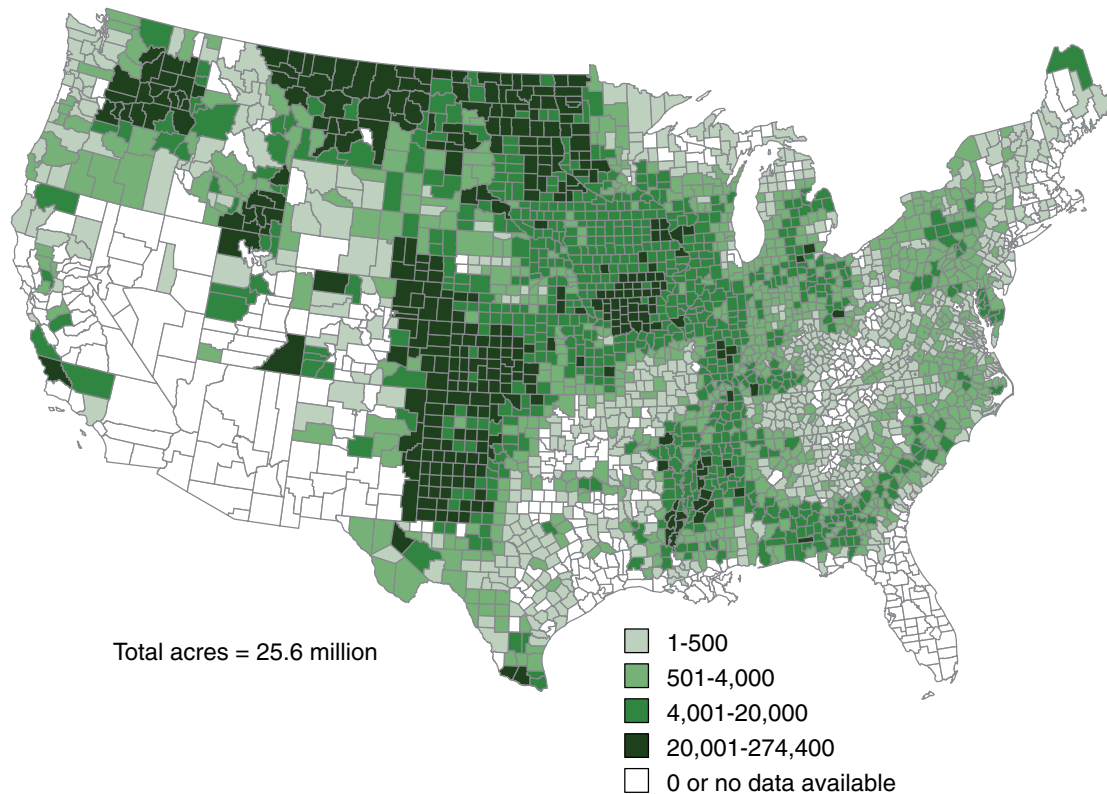 Total acres = 25.6 million
1-500
501-4,000
4,001-20,000
20,001-274,400
0 or no data available